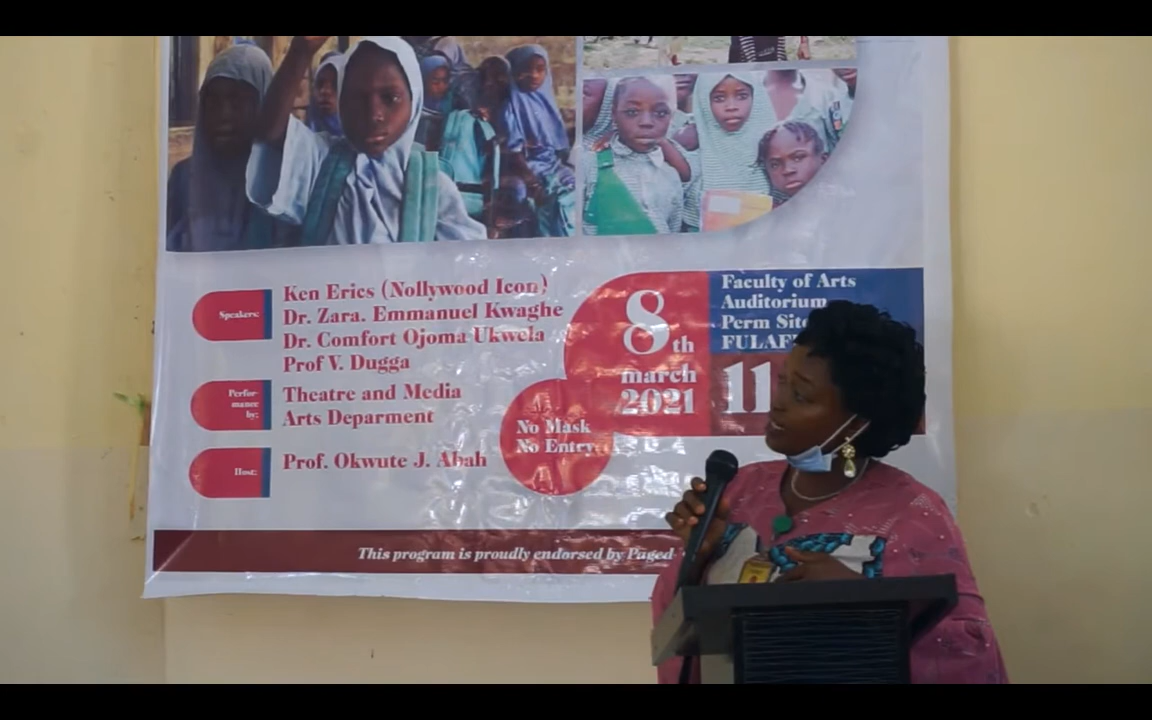 Speakers:
Ken Erics (Nollywood Icon)
Dr. Zara. Emmanuel Kwaghe
Dr. Comfort Ojoma Ukwela
Prof V. Dugga
Perfor-
mance
by:
Theatre and Media
Arts Deparment
Host:
Prof. Okwute J. Abah
No Mask
No Entry
8th
march
2021
Faculty of Arts
Auditorium
Perm Site
FULAF
11
This program is proudly endorsed by Paged